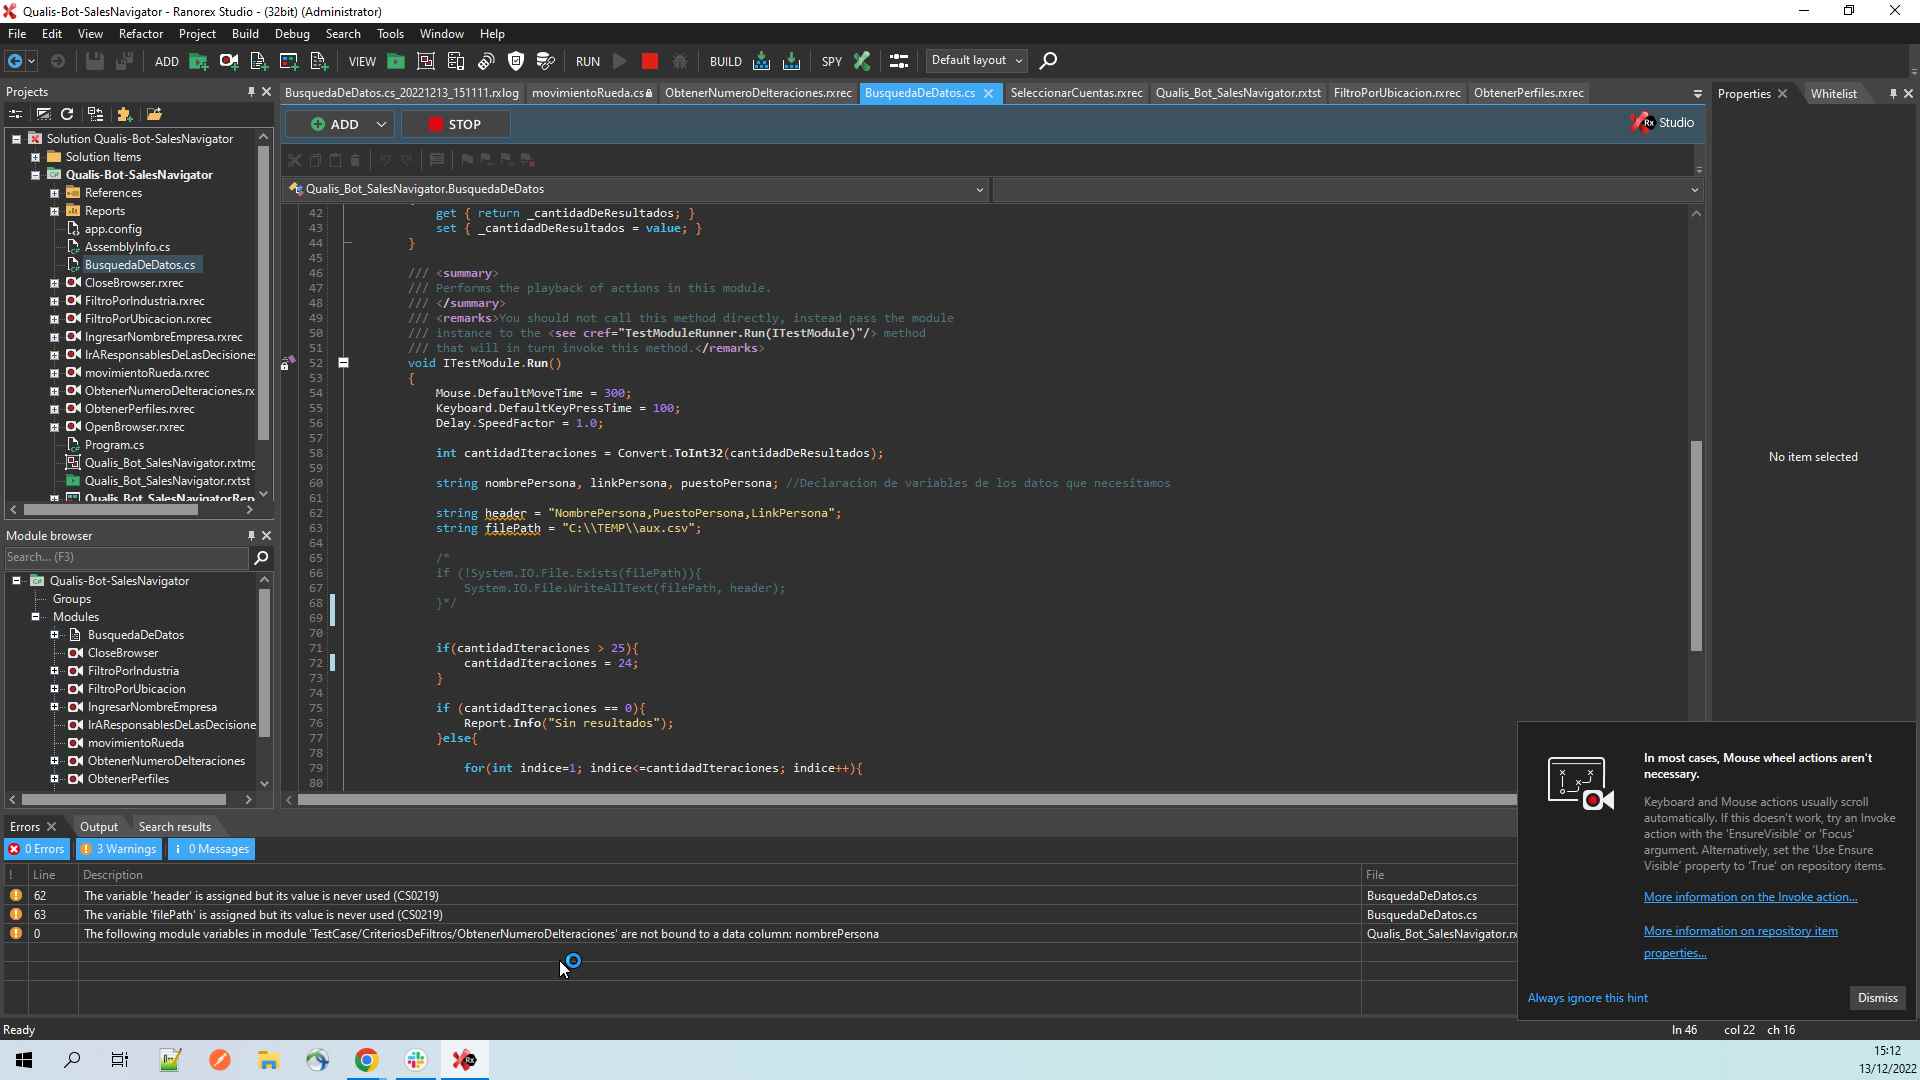 Qualis-Bot-SalesNavigator - Ranorex Studio - (32bit) (Administrator)
File Edit View Refactor Project Build Debug Search Tools Window Help
ADD VIEW RUN BUILD SPY Default layout
Projects
BusquedaDeDatos.cs_20221213_151111.rxlog movimientoRueda.cs ObtenerNumeroDeIteraciones.rxrec BusquedaDeDatos.cs SeleccionarCuentas.rxrec Qualis_Bot_SalesNavigator.rxtst FiltroPorUbicacion.rxrec ObtenerPerfiles.rxrec
Properties Whitelist
ADD STOP
Rx Studio
Solution Qualis-Bot-SalesNavigator
Solution Items
Qualis-Bot-SalesNavigator
References
Reports
app.config
AssemblyInfo.cs
BusquedaDeDatos.cs
CloseBrowser.rxrec
FiltroPorIndustria.rxrec
FiltroPorUbicacion.rxrec
IngresarNombreEmpresa.rxrec
IrAResponsablesDeLasDecisione
movimientoRueda.rxrec
ObtenerNumeroDeIteraciones.rx
ObtenerPerfiles.rxrec
OpenBrowser.rxrec
Program.cs
Qualis_Bot_SalesNavigator.rxtmg
Qualis_Bot_SalesNavigator.rxtst
Qualis_Bot_SalesNavigatorRep
Module browser
Search... (F3)
Qualis-Bot-SalesNavigator
Groups
Modules
BusquedaDeDatos
CloseBrowser
FiltroPorIndustria
FiltroPorUbicacion
IngresarNombreEmpresa
IrAResponsablesDeLasDecisione
movimientoRueda
ObtenerNumeroDeIteraciones
ObtenerPerfiles
Qualis_Bot_SalesNavigator.BusquedaDeDatos
42 get { return _cantidadDeResultados; }
43 set { _cantidadDeResultados = value; }
44 }
45
46 /// <summary>
47 /// Performs the playback of actions in this module.
48 /// </summary>
49 /// <remarks>You should not call this method directly, instead pass the module
50 /// instance to the <see cref="TestModuleRunner.Run(ITestModule)"/> method
51 /// that will in turn invoke this method.</remarks>
52 void ITestModule.Run()
53 {
54 Mouse.DefaultMoveTime = 300;
55 Keyboard.DefaultKeyPressTime = 100;
56 Delay.SpeedFactor = 1.0;
57
58 int cantidadIteraciones = Convert.ToInt32(cantidadDeResultados);
59
60 string nombrePersona, linkPersona, puestoPersona; //Declaracion de variables de los datos que necesitamos
61
62 string header = "NombrePersona,PuestoPersona,LinkPersona";
63 string filePath = "C:\\TEMP\\aux.csv";
64
65 /*
66 if (!System.IO.File.Exists(filePath)){
67 System.IO.File.WriteAllText(filePath, header);
68 }*/
69
70
71 if(cantidadIteraciones > 25){
72 cantidadIteraciones = 24;
73 }
74
75 if (cantidadIteraciones == 0){
76 Report.Info("Sin resultados");
77 }else{
78
79 for(int indice=1; indice<=cantidadIteraciones; indice++){
80
No item selected
In most cases, Mouse wheel actions aren't
necessary.
Keyboard and Mouse actions usually scroll
automatically. If this doesn't work, try an Invoke
action with the 'EnsureVisible' or 'Focus'
argument. Alternatively, set the 'Use Ensure
Visible' property to 'True' on repository items.
More information on the Invoke action...
More information on repository item
properties...
Always ignore this hint Dismiss
Errors Output Search results
0 Errors 3 Warnings 0 Messages
! Line Description File
62 The variable 'header' is assigned but its value is never used (CS0219) BusquedaDeDatos.cs
63 The variable 'filePath' is assigned but its value is never used (CS0219) BusquedaDeDatos.cs
0 The following module variables in module 'TestCase/CriteriosDeFiltros/ObtenerNumeroDeIteraciones' are not bound to a data column: nombrePersona Qualis_Bot_SalesNavigator.rx
Ready ln 46 col 22 ch 16
15:12
13/12/2022